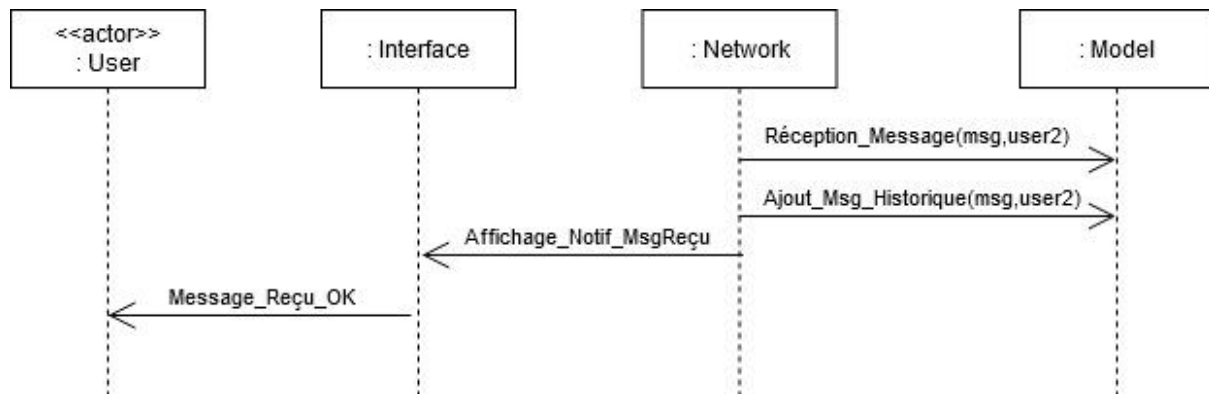 <<actor>>
: User
: Interface
: Network
: Model
Réception_Message(msg,user2)
Ajout_Msg_Historique(msg,user2)
Affichage_Notif_MsgReçu
Message_Reçu_OK